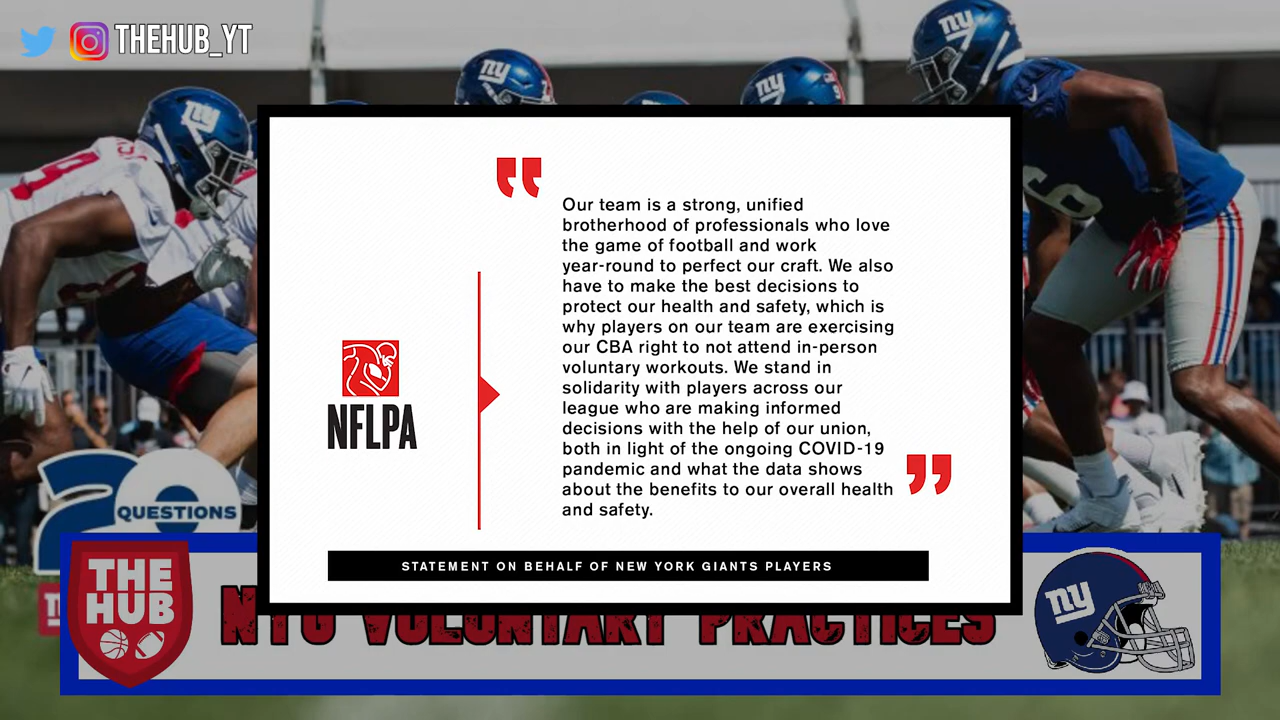 THEHUB_YT
ny
ny
ny
ny
Our team is a strong, unified
brotherhood of professionals who love
the game of football and work
year-round to perfect our craft. We also
have to make the best decisions to
protect our health and safety, which is
why players on our team are exercising
our CBA right to not attend in-person
voluntary workouts. We stand in
solidarity with players across our
league who are making informed
decisions with the help of our union,
both in light of the ongoing COVID-19
pandemic and what the data shows
about the benefits to our overall health
and safety.
NFLPA
STATEMENT ON BEHALF OF NEW YORK GIANTS PLAYERS
20
QUESTIONS
THE
HUB
NYG VOLUNTARY PRACTICES
ny